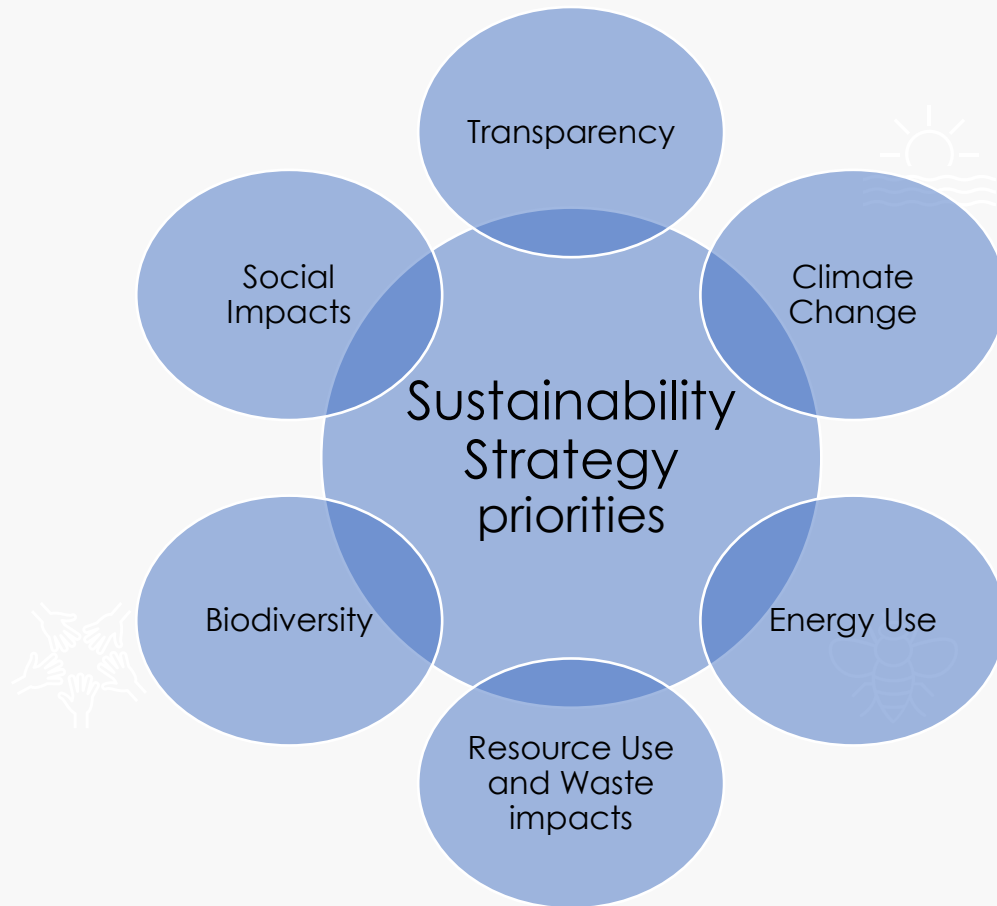 Transparency
Climate
Change
Energy Use
Resource Use
and Waste
impacts
Biodiversity
Social
Impacts
Sustainability
Strategy
priorities